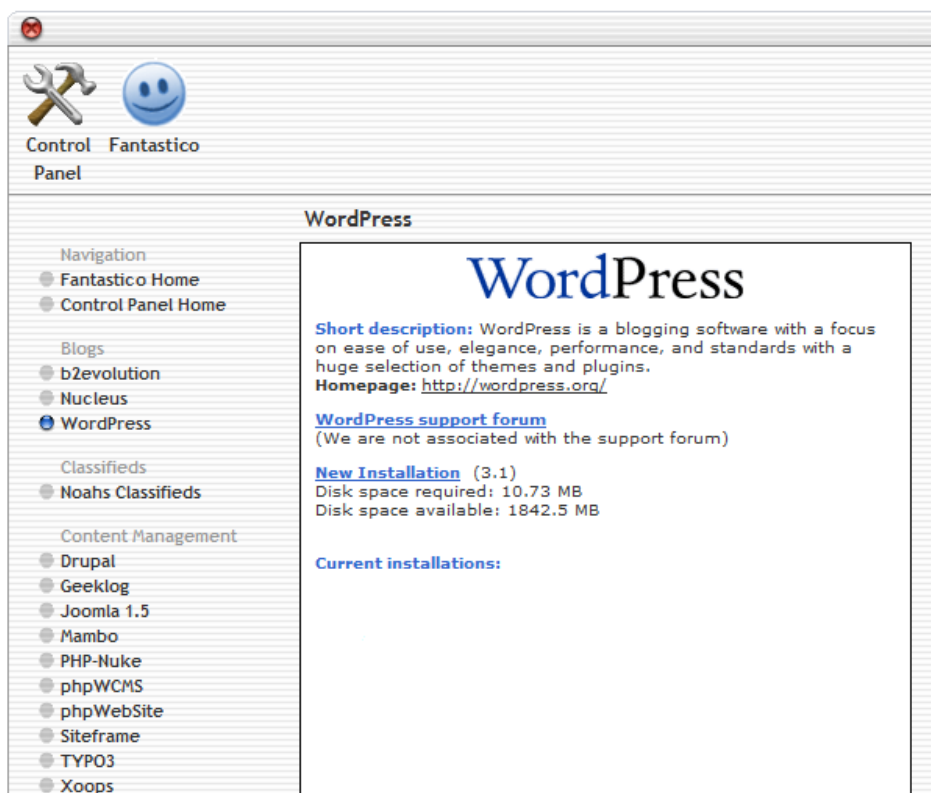 Control Panel
Fantastico
WordPress
Navigation
Fantastico Home
Control Panel Home
Blogs
b2evolution
Nucleus
WordPress
Classifieds
Noahs Classifieds
Content Management
Drupal
Geeklog
Joomla 1.5
Mambo
PHP-Nuke
phpWCMS
phpWebSite
Siteframe
TYPO3
Xoops
WordPress
Short description: WordPress is a blogging software with a focus
on ease of use, elegance, performance, and standards with a
huge selection of themes and plugins.
Homepage: http://wordpress.org/
WordPress support forum
(We are not associated with the support forum)
New Installation (3.1)
Disk space required: 10.73 MB
Disk space available: 1842.5 MB
Current installations: